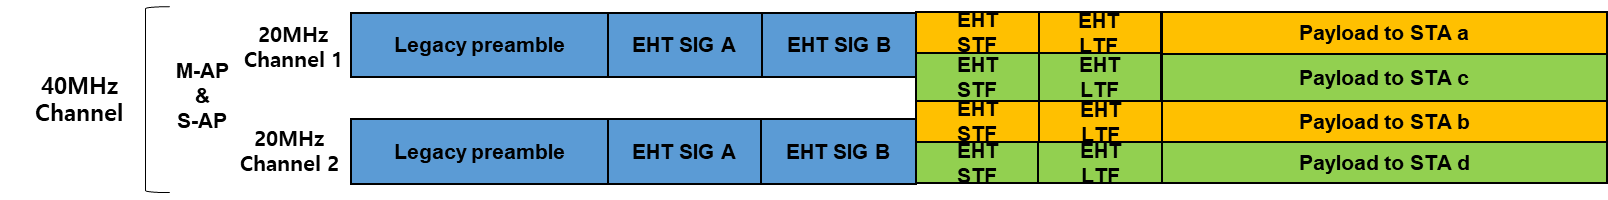 40MHz
Channel
M-AP
&
S-AP
20MHz
Channel 1
Legacy preamble
EHT SIG A
EHT SIG B
EHT
STF
EHT
LTF
Payload to STA a
EHT
STF
EHT
LTF
Payload to STA c
20MHz
Channel 2
Legacy preamble
EHT SIG A
EHT SIG B
EHT
STF
EHT
LTF
Payload to STA b
EHT
STF
EHT
LTF
Payload to STA d